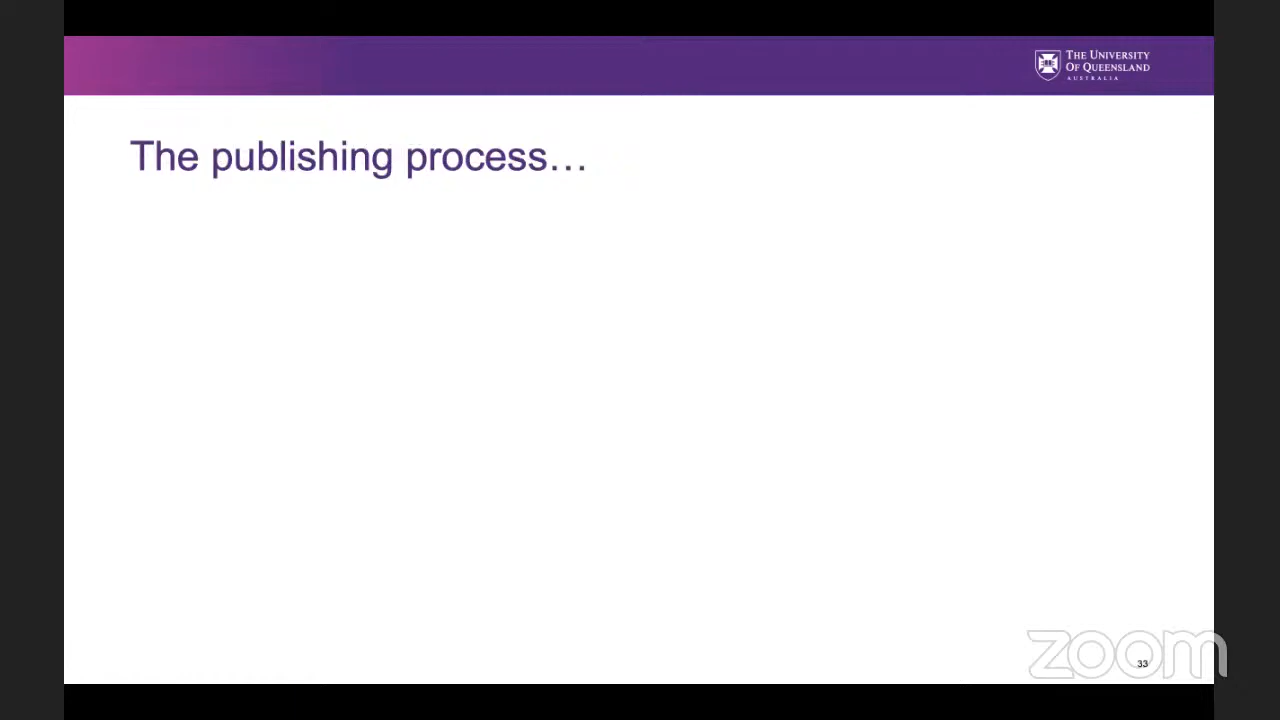 THE UNIVERSITY
OF QUEENSLAND
AUSTRALIA
The publishing process…
zoom
33